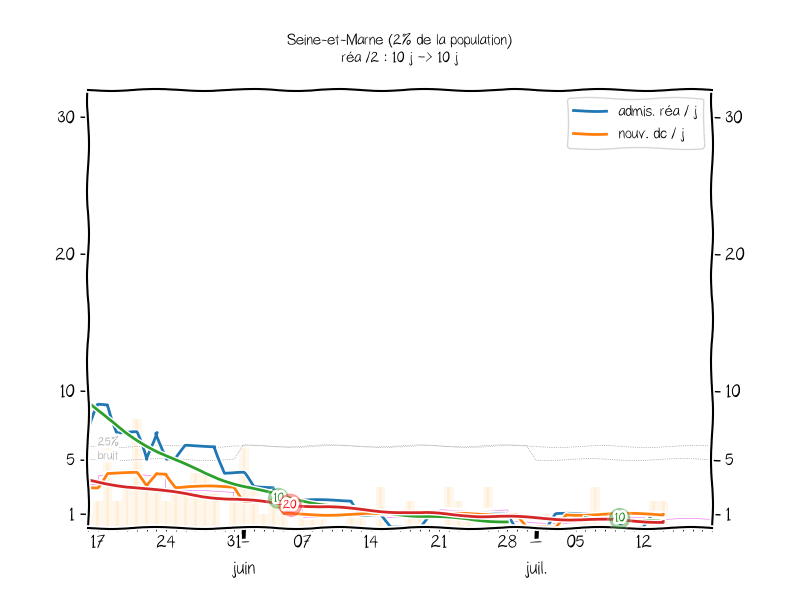 Seine-et-Marne (2% de la population)
réa /2 : 10 j -> 10 j
admis. réa / j
nouv. dc / j
30
30
20
20
10
10
25%
bruit
5
5
10
20
10
1
1
17 24 31 07 14 21 28 05 12
juin juil.